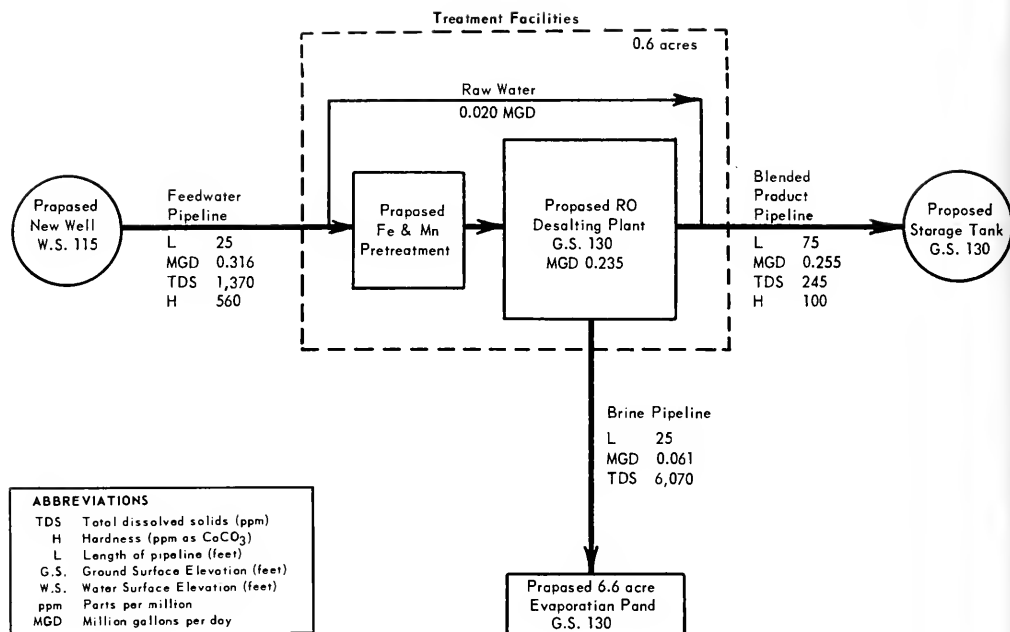 Treatment Facilities
0.6 acres
Raw Water
0.020 MGD
Proposed
New Well
W.S. 115
Feedwater
Pipeline
L 25
MGD 0.316
TDS 1,370
H 560
Proposed
Fe & Mn
Pretreatment
Proposed RO
Desalting Plant
G.S. 130
MGD 0.235
Blended
Product
Pipeline
L 75
MGD 0.255
TDS 245
H 100
Proposed
Storage Tank
G.S. 130
Brine Pipeline
L 25
MGD 0.061
TDS 6,070
Proposed 6.6 acre
Evaporation Pond
G.S. 130
ABBREVIATIONS
TDS Total dissolved solids (ppm)
H Hardness (ppm as CaCO3)
L Length of pipeline (feet)
G.S. Ground Surface Elevation (feet)
W.S. Water Surface Elevation (feet)
ppm Parts per million
MGD Million gallons per day